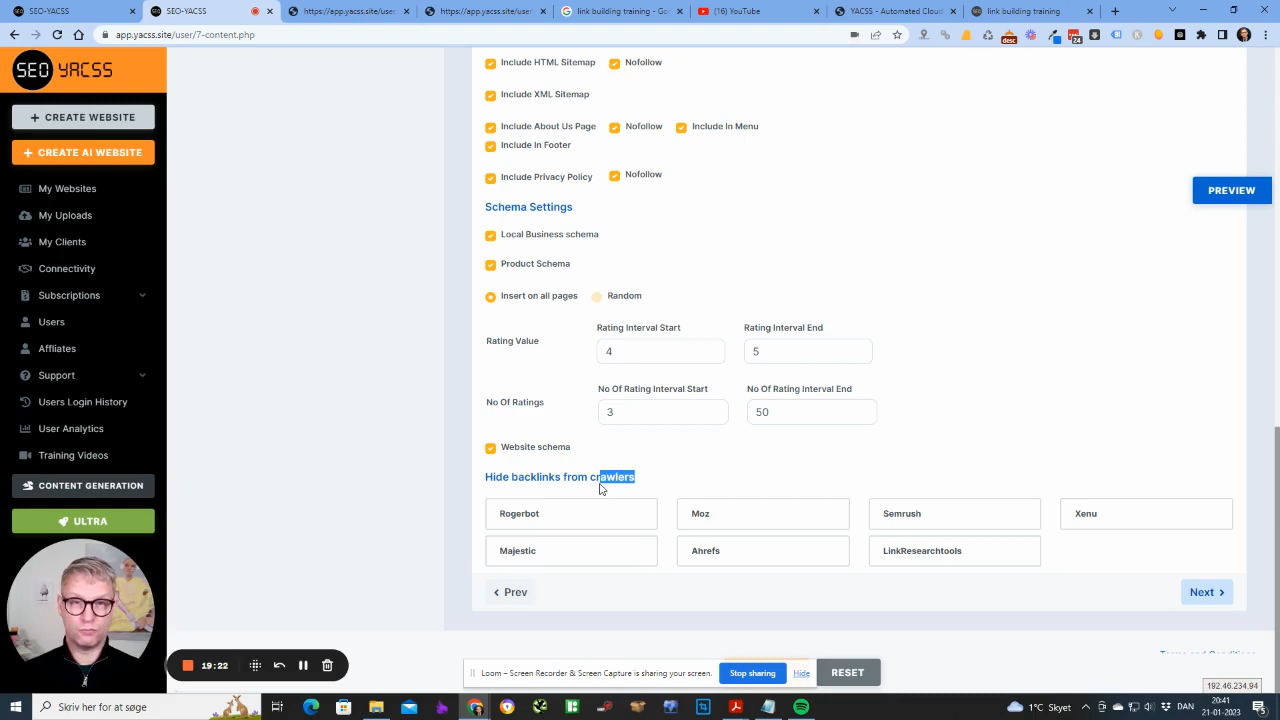 SEO-YACSS
SEO-YACSS
https://app.yacss.site/user/
https://app.yacss.site/user/
link building training - Go
(16) YouTube
YACSS - Automated Cloud
link building training
content.yacss.site/user/7-content.php
desc
24
SEO YACSS
+ CREATE WEBSITE
+ CREATE AI WEBSITE
My Websites
My Uploads
My Clients
Connectivity
Subscriptions
Users
Affliates
Support
Users Login History
User Analytics
Training Videos
CONTENT GENERATION
ULTRA
Include HTML Sitemap Nofollow
Include XML Sitemap
Include About Us Page Nofollow Include In Menu
Include In Footer
Include Privacy Policy Nofollow
PREVIEW
Schema Settings
Local Business schema
Product Schema
Insert on all pages Random
Rating Interval Start Rating Interval End
Rating Value
4 5
No Of Rating Interval Start No Of Rating Interval End
No Of Ratings
3 50
Website schema
Hide backlinks from crawlers
Rogerbot Moz Semrush Xenu
Majestic Ahrefs LinkResearchtools
Prev Next
19:22
Loom – Screen Recorder & Screen Capture is sharing your screen. Stop sharing Hide
RESET
192.46.234.94
Skriv her for at søge
1°C Skyet
DAN
20:41
21-01-2023